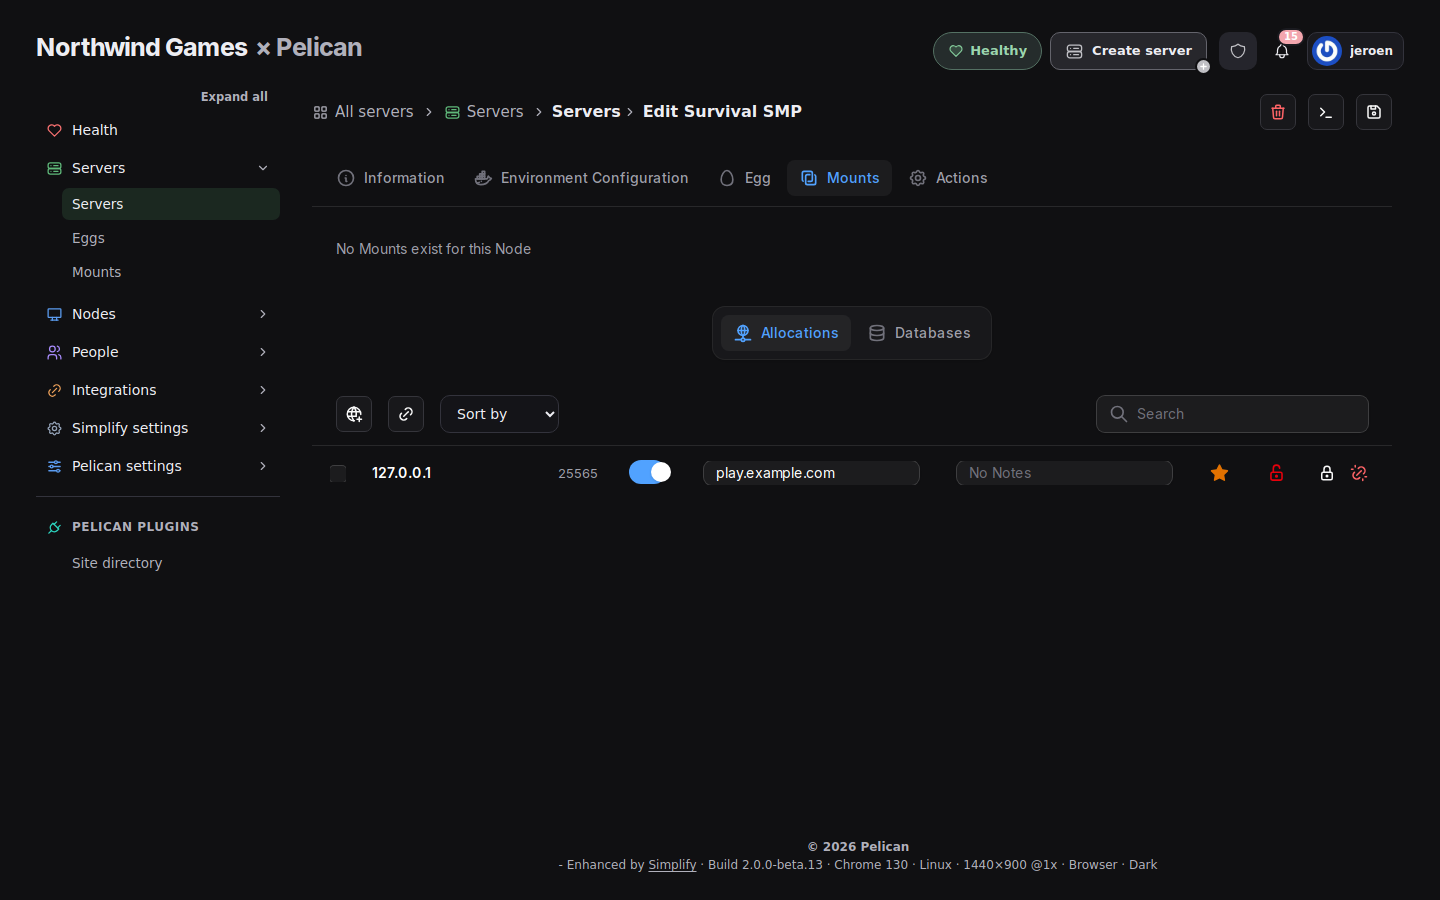 Northwind Games × Pelican
Healthy
Create server
15
jeroen
Expand all
All servers > Servers > Servers > Edit Survival SMP
Health
Servers
Servers
Eggs
Mounts
Nodes
People
Integrations
Simplify settings
Pelican settings
PELICAN PLUGINS
Site directory
Information
Environment Configuration
Egg
Mounts
Actions
No Mounts exist for this Node
Allocations
Databases
Sort by
Search
127.0.0.1
25565
play.example.com
No Notes
© 2026 Pelican
- Enhanced by Simplify · Build 2.0.0-beta.13 · Chrome 130 · Linux · 1440×900 @1x · Browser · Dark